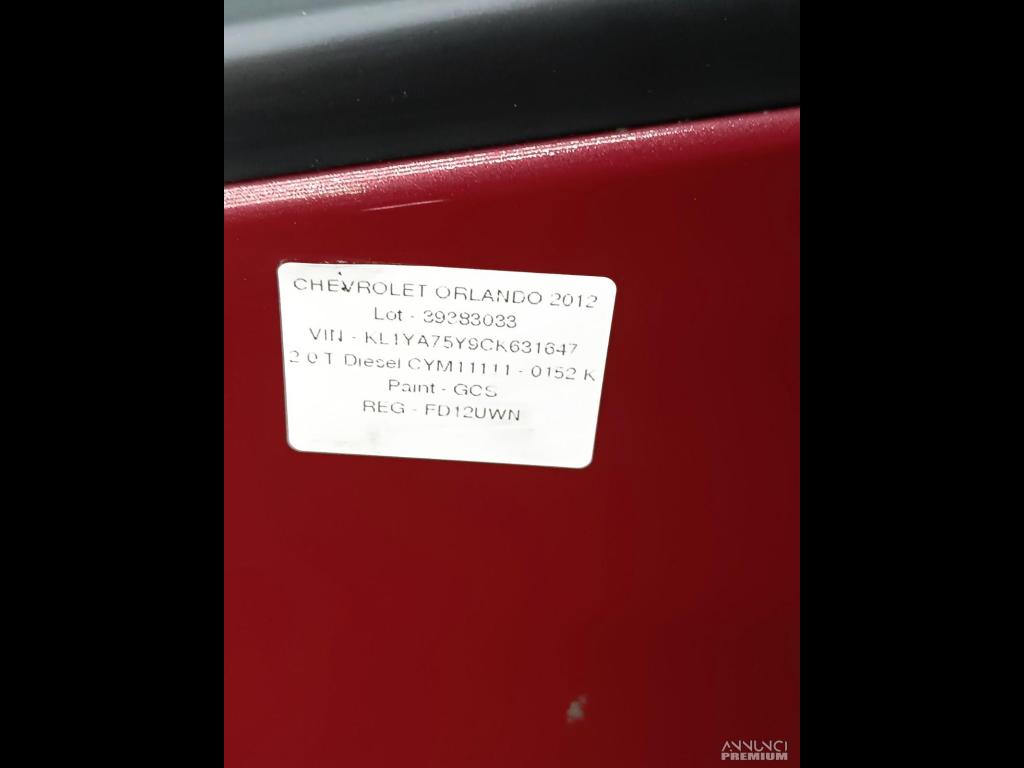 CHEVROLET ORLANDO 2012
Lot - 39383033
VIN - KL1YA75Y9CK631647
2.0 T Diesel CYM11111 - 0152 K
Paint - GCS
REG - FD12UWN
ANNUNCI
PREMIUM